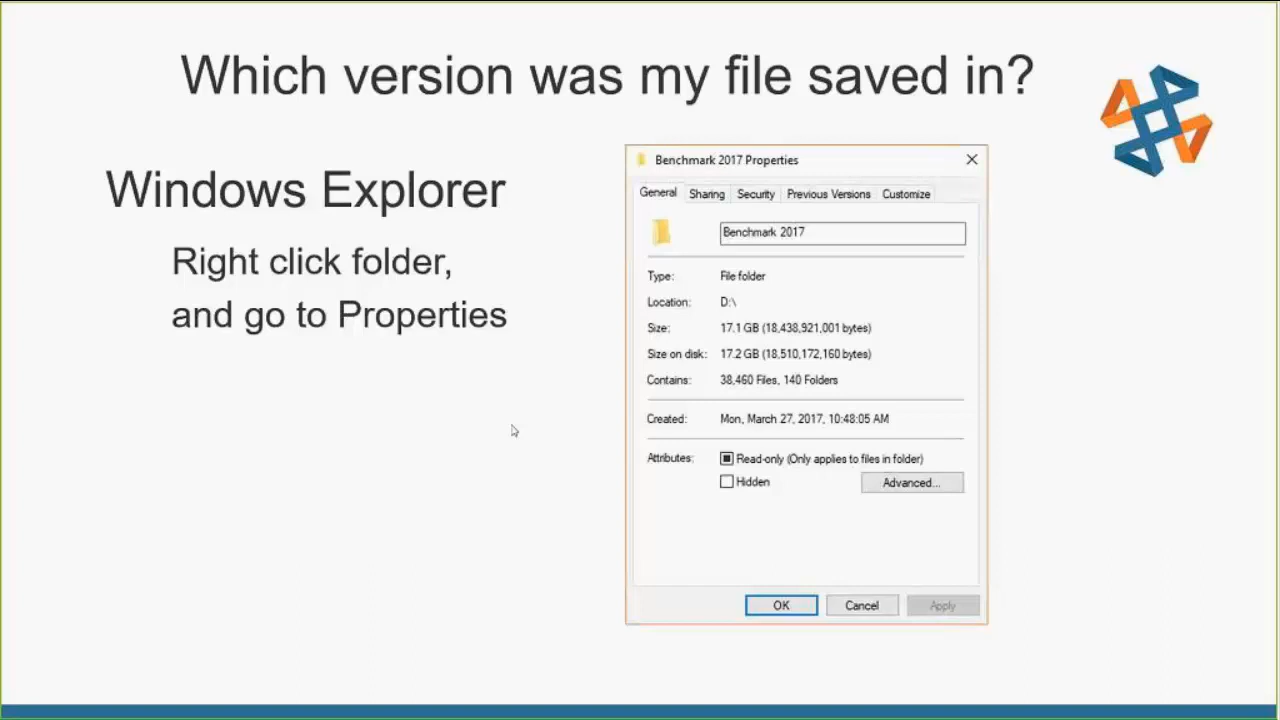 Which version was my file saved in?
Windows Explorer
Right click folder,
and go to Properties
Benchmark 2017 Properties
General Sharing Security Previous Versions Customize
Benchmark 2017
Type: File folder
Location: D:\
Size: 17.1 GB (18,438,921,001 bytes)
Size on disk: 17.2 GB (18,510,172,160 bytes)
Contains: 38,460 Files, 140 Folders
Created: Mon, March 27, 2017, 10:48:05 AM
Attributes: Read-only (Only applies to files in folder)
Hidden Advanced...
OK Cancel Apply